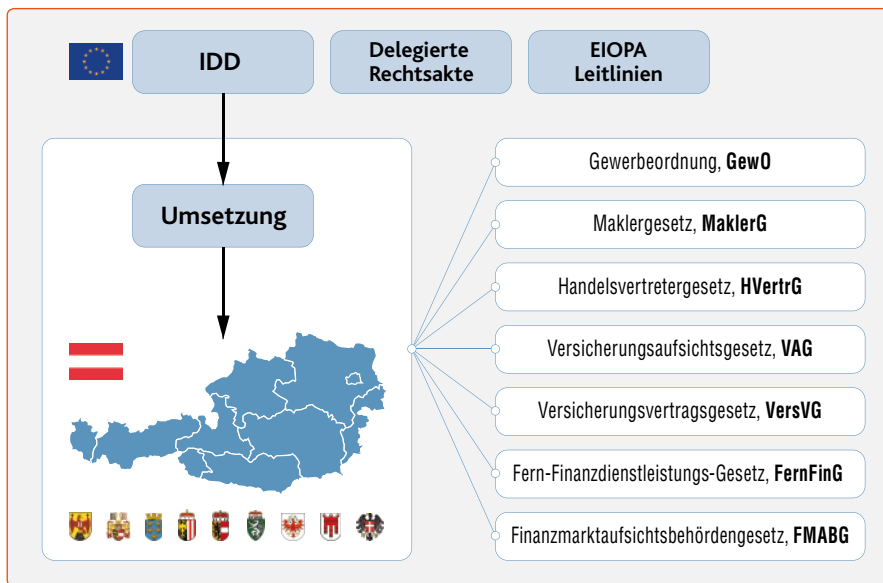 IDD
Delegierte
Rechtsakte
EIOPA
Leitlinien
Umsetzung
Gewerbeordnung, GewO
Maklergesetz, MaklerG
Handelsvertretergesetz, HVertrG
Versicherungsaufsichtsgesetz, VAG
Versicherungsvertragsgesetz, VersVG
Fern-Finanzdienstleistungs-Gesetz, FernFinG
Finanzmarktaufsichtsbehördengesetz, FMABG